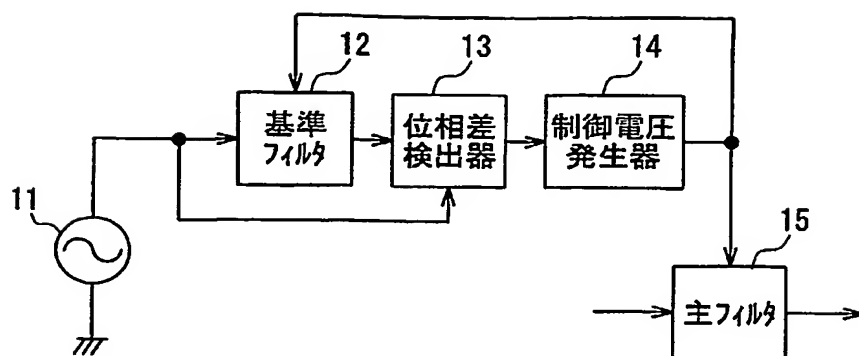 12
13
14
基準
フィルタ
位相差
検出器
制御電圧
発生器
11
15
主フィルタ